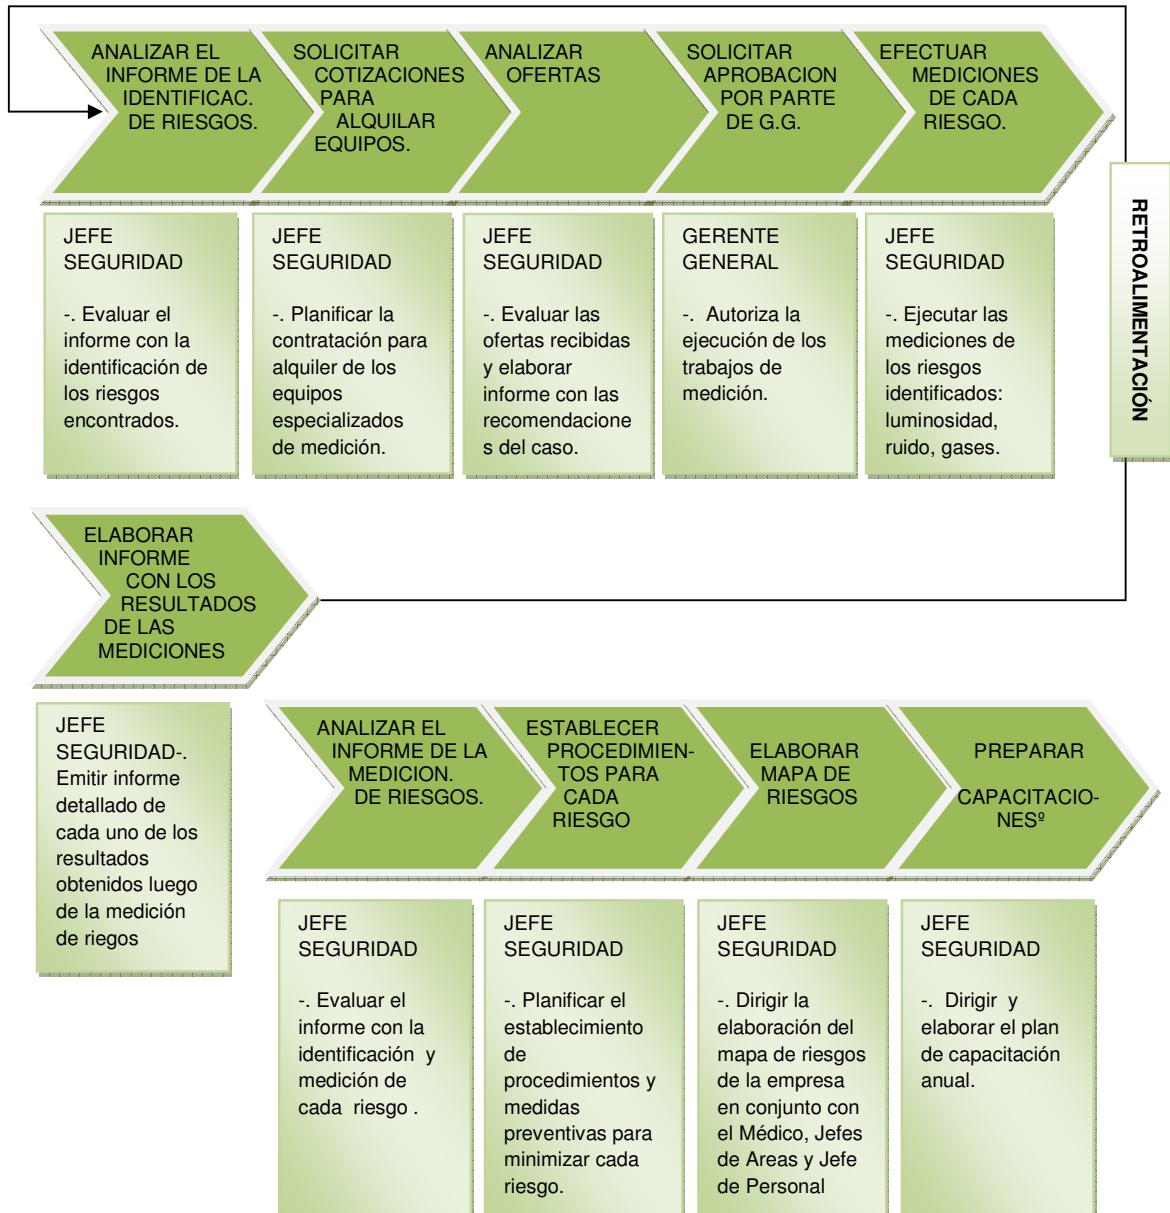 ANALIZAR EL
INFORME DE LA
IDENTIFICAC.
DE RIESGOS.
SOLICITAR
COTIZACIONES
PARA
ALQUILAR
EQUIPOS.
ANALIZAR
OFERTAS
SOLICITAR
APROBACION
POR PARTE
DE G.G.
EFECTUAR
MEDICIONES
DE CADA
RIESGO.
JEFE
SEGURIDAD
-. Evaluar el
informe con la
identificación de
los riesgos
encontrados.
JEFE
SEGURIDAD
-. Planificar la
contratación para
alquiler de los
equipos
especializados
de medición.
JEFE
SEGURIDAD
-. Evaluar las
ofertas recibidas
y elaborar
informe con las
recomendacione
s del caso.
GERENTE
GENERAL
-. Autoriza la
ejecución de los
trabajos de
medición.
JEFE
SEGURIDAD
-. Ejecutar las
mediciones de
los riesgos
identificados:
luminosidad,
ruido, gases.
RETROALIMENTACIÓN
ELABORAR
INFORME
CON LOS
RESULTADOS
DE LAS
MEDICIONES
JEFE
SEGURIDAD-.
Emitir informe
detallado de
cada uno de los
resultados
obtenidos luego
de la medición
de riegos
ANALIZAR EL
INFORME DE LA
MEDICION.
DE RIESGOS.
ESTABLECER
PROCEDIMIEN-
TOS PARA
CADA
RIESGO
ELABORAR
MAPA DE
RIESGOS
PREPARAR
CAPACITACIO-
NESº
JEFE
SEGURIDAD
-. Evaluar el
informe con la
identificación y
medición de
cada riesgo .
JEFE
SEGURIDAD
-. Planificar el
establecimiento
de
procedimientos y
medidas
preventivas para
minimizar cada
riesgo.
JEFE
SEGURIDAD
-. Dirigir la
elaboración del
mapa de riesgos
de la empresa
en conjunto con
el Médico, Jefes
de Areas y Jefe
de Personal
JEFE
SEGURIDAD
-. Dirigir y
elaborar el plan
de capacitación
anual.